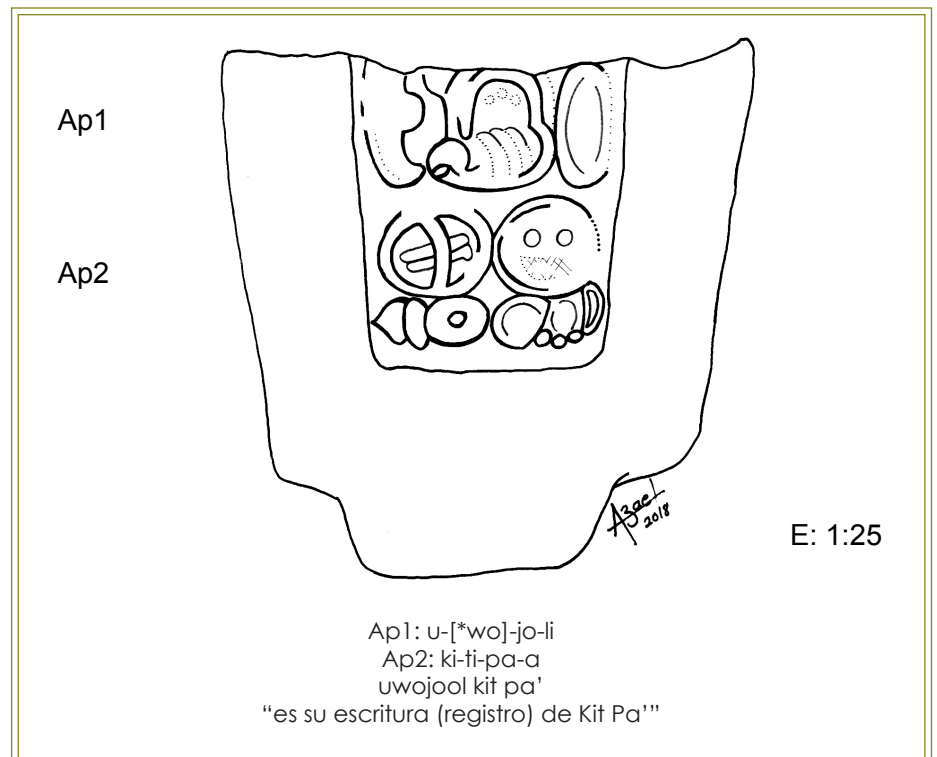 Ap1
Ap2
Azael
2018
E: 1:25
Ap1: u-[*wo]-jo-li
Ap2: ki-ti-pa-a
uwojool kit pa’
“es su escritura (registro) de Kit Pa’”